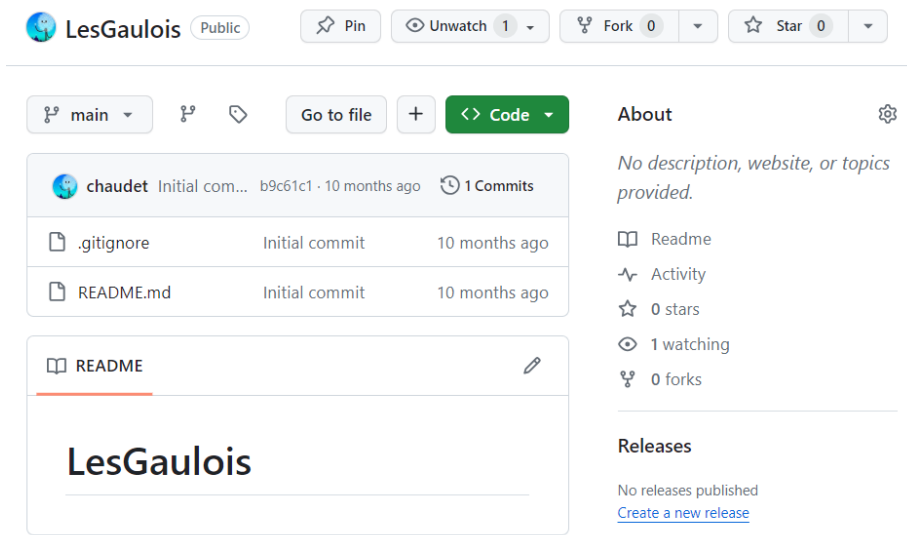 LesGaulois Public Pin Unwatch 1 Fork 0 Star 0
main Go to file + <> Code
chaudet Initial com... b9c61c1 · 10 months ago 1 Commits
.gitignore Initial commit 10 months ago
README.md Initial commit 10 months ago
README
LesGaulois
About
No description, website, or topics
provided.
Readme
Activity
0 stars
1 watching
0 forks
Releases
No releases published
Create a new release